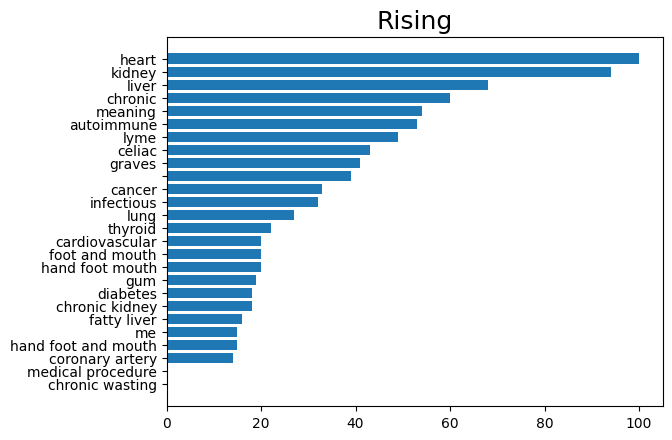 Rising
heart
kidney
liver
chronic
meaning
autoimmune
lyme
celiac
graves
cancer
infectious
lung
thyroid
cardiovascular
foot and mouth
hand foot mouth
gum
diabetes
chronic kidney
fatty liver
me
hand foot and mouth
coronary artery
medical procedure
chronic wasting
0 20 40 60 80 100